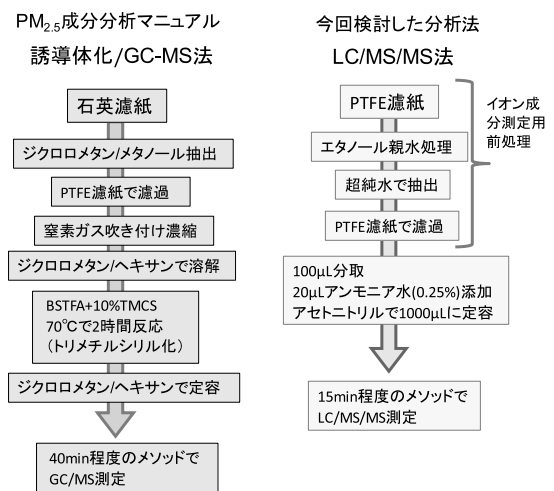 PM2.5成分分析マニュアル
誘導体化/GC-MS法
石英濾紙
ジクロロメタン/メタノール抽出
PTFE濾紙で濾過
窒素ガス吹き付け濃縮
ジクロロメタン/ヘキサンで溶解
BSTFA+10%TMCS
70℃で2時間反応
（トリメチルシリル化）
ジクロロメタン/ヘキサンで定容
40min程度のメソッドで
GC/MS測定
今回検討した分析法
LC/MS/MS法
PTFE濾紙
エタノール親水処理
超純水で抽出
PTFE濾紙で濾過
イオン成
分測定用
前処理
100μL分取
20μLアンモニア水(0.25%)添加
アセトニトリルで1000μLに定容
15min程度のメソッドで
LC/MS/MS測定